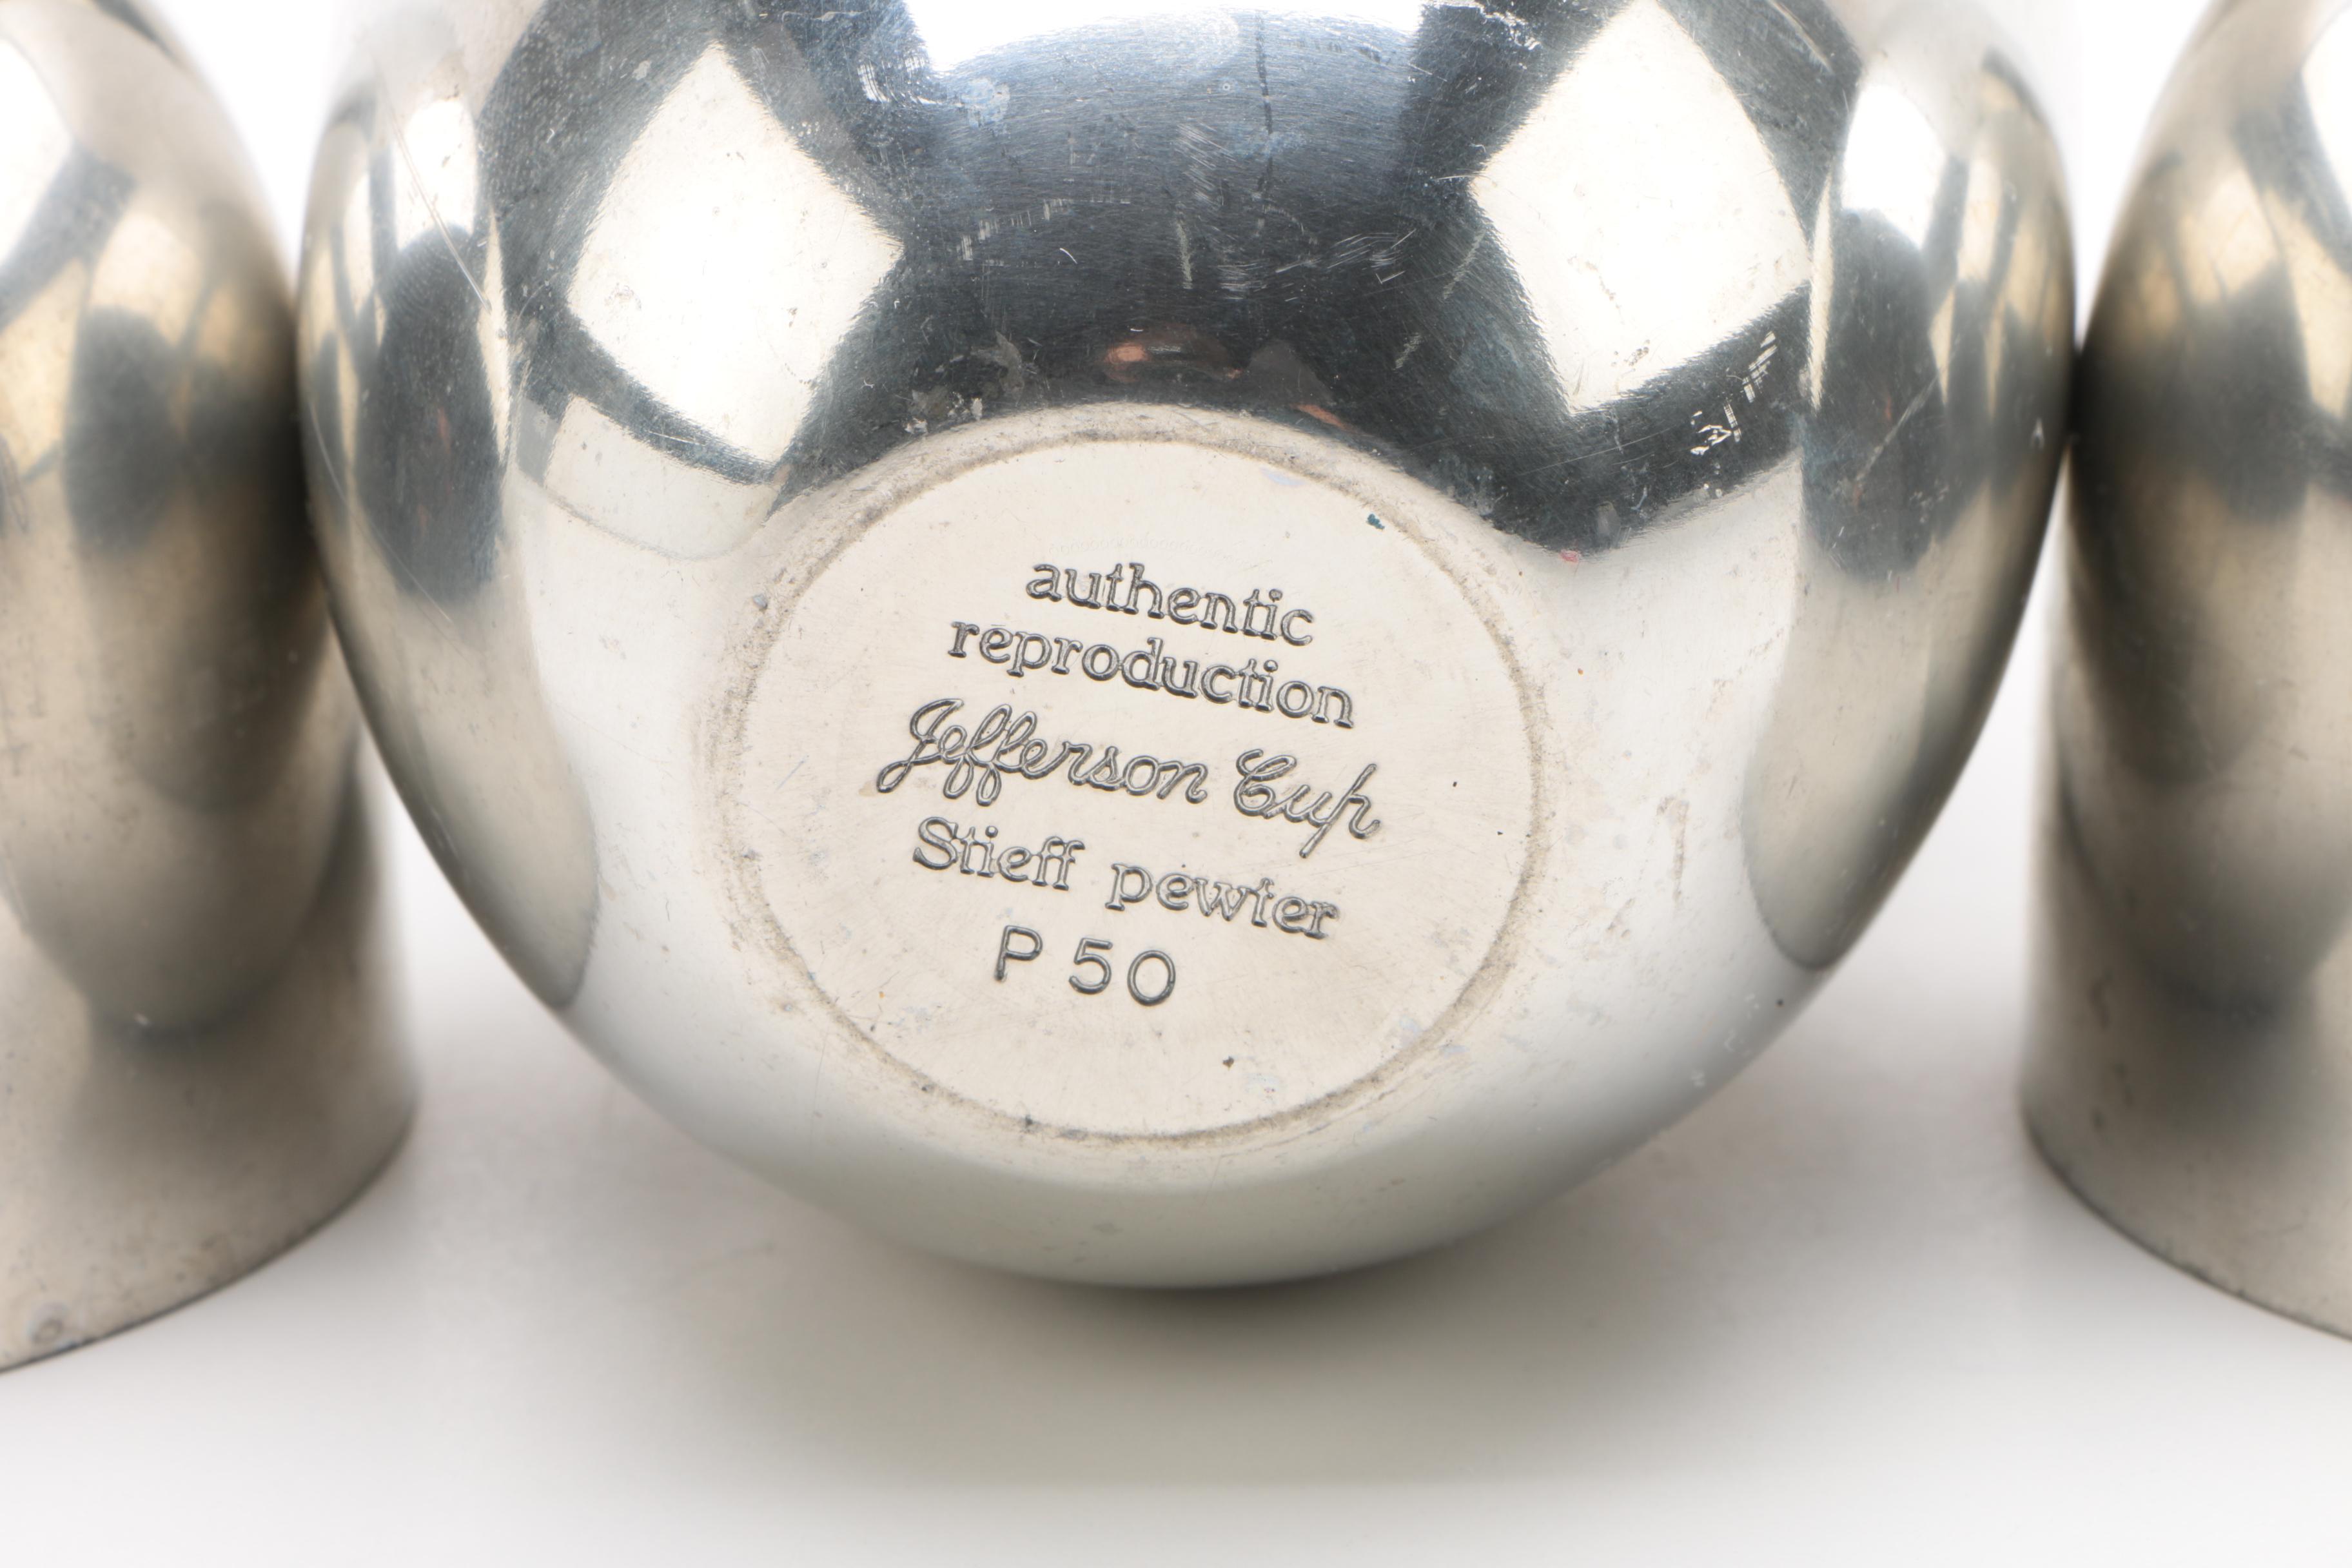 authentic
reproduction
Jefferson Cup
Stieff pewter
P 50